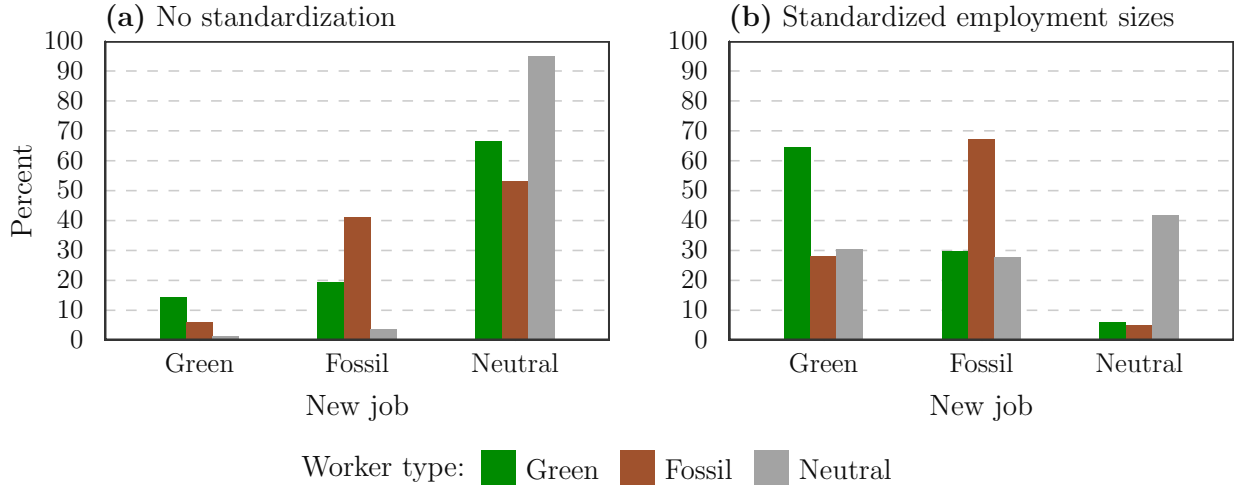 (a) No standardization
Percent
100
90
80
70
60
50
40
30
20
10
0
Green Fossil Neutral
New job
(b) Standardized employment sizes
100
90
80
70
60
50
40
30
20
10
0
Green Fossil Neutral
New job
Worker type: Green Fossil Neutral